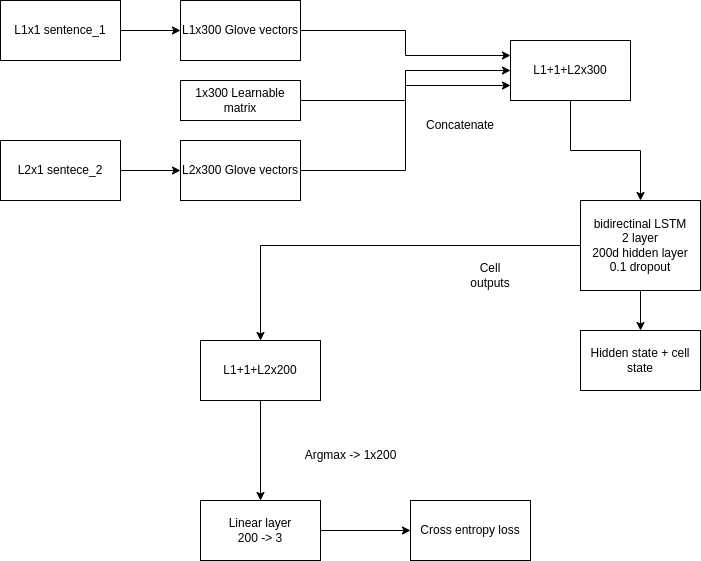 L1x1 sentence_1
L1x300 Glove vectors
1x300 Learnable
matrix
L2x1 sentece_2
L2x300 Glove vectors
Concatenate
L1+1+L2x300
bidirectinal LSTM
2 layer
200d hidden layer
0.1 dropout
Cell
outputs
Hidden state + cell
state
L1+1+L2x200
Argmax -> 1x200
Linear layer
200 -> 3
Cross entropy loss